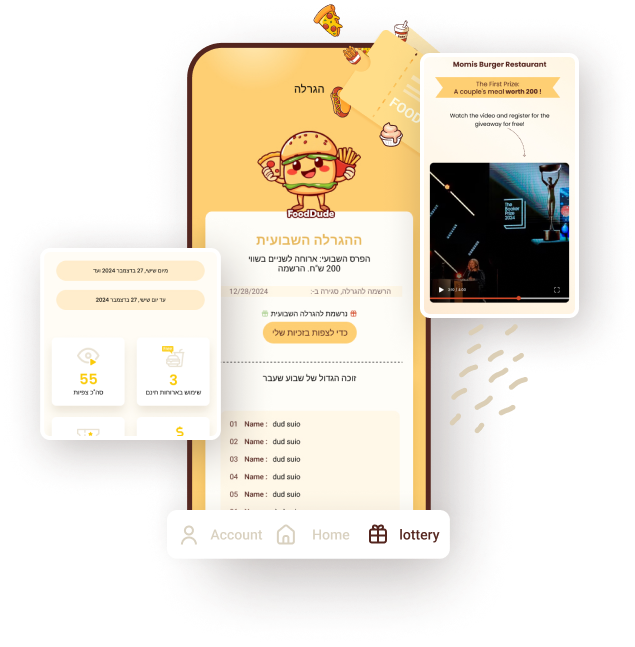 הגרלה
FOOD
FoodDude
ההגרלה השבועית
הפרס השבועי: ארוחה לשניים בשווי
200 ש"ח. הרשמה
הרשמה להגרלה, סגירה ב-: 12/28/2024
נרשמת להגרלה השבועית
כדי לצפות בזכיות שלי
זוכה הגדול של שבוע שעבר
01 Name : dud suio
02 Name : dud suio
03 Name : dud suio
04 Name : dud suio
05 Name : dud suio
Momis Burger Restaurant
The First Prize:
A couple's meal worth 200 !
Watch the video and register for the
giveaway for free!
The
Booker
Prize
2024
מיום שישי, 27 בדצמבר 2024 ועד
עד יום שישי, 27 בדצמבר 2024
55
סה'כ צפיות
3
שימוש בארוחות חינם
$
Account
Home
lottery